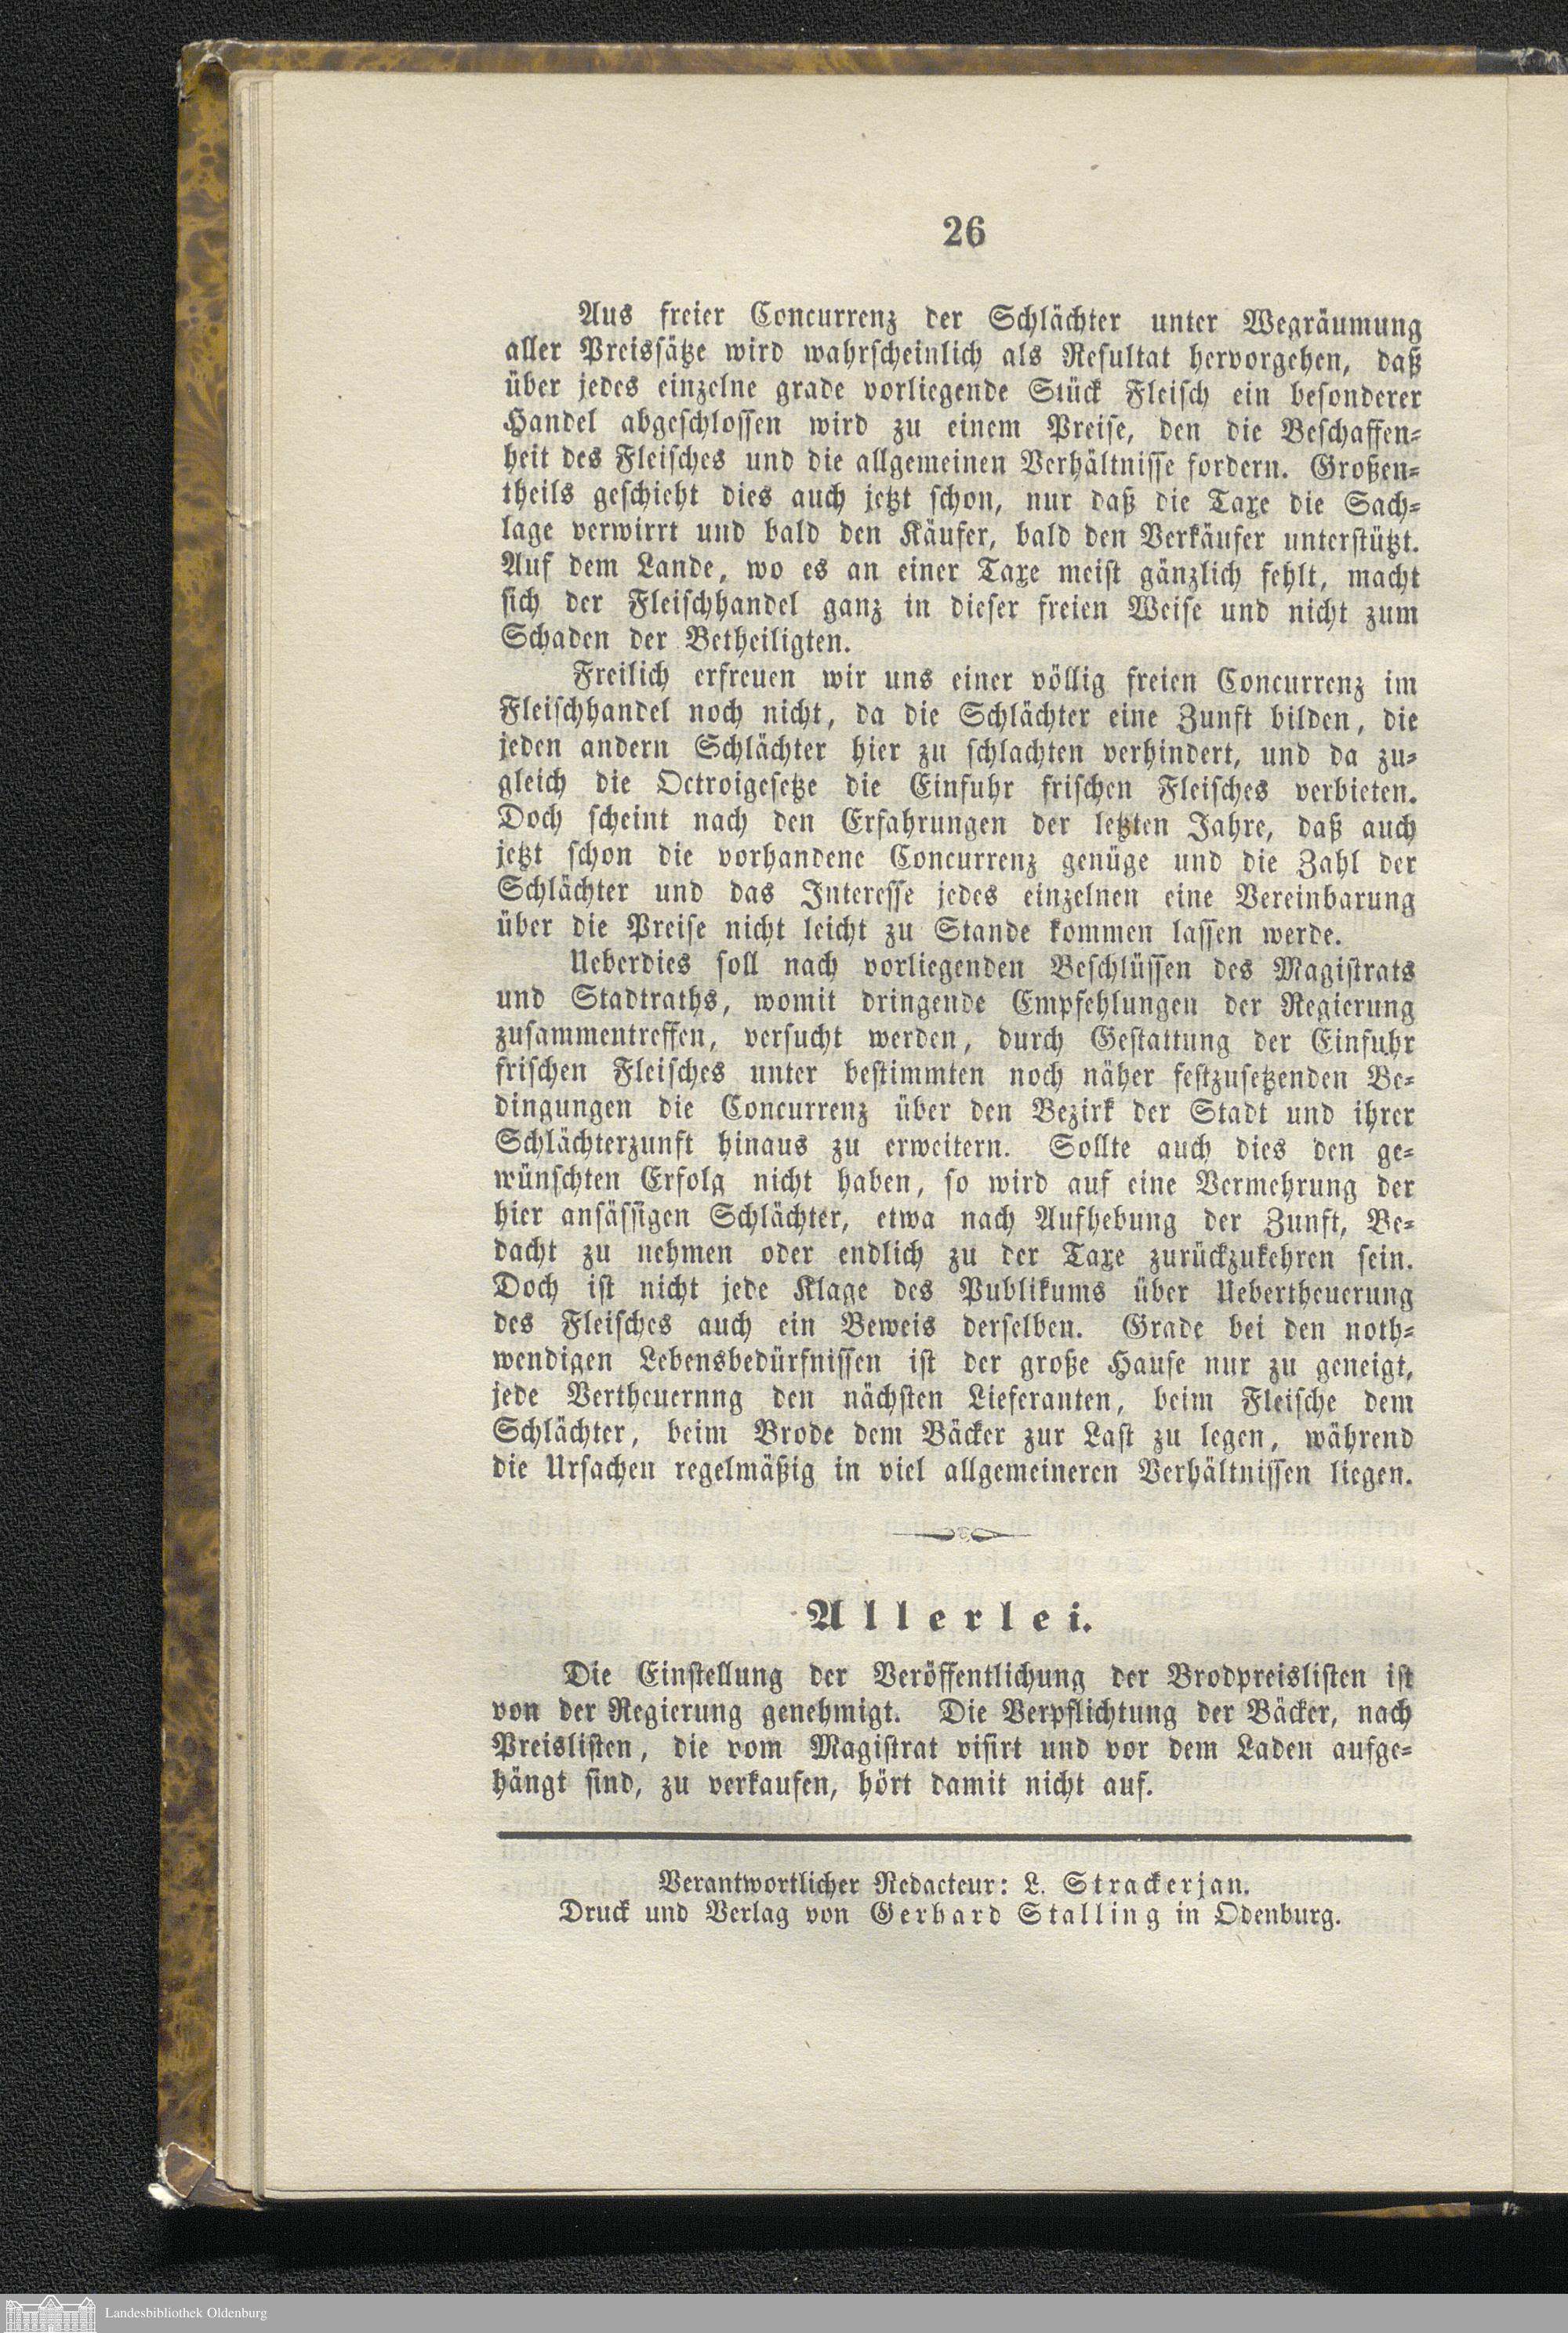 26
Aus freier Concurrenz der Schlächter unter Wegräumung
aller Preissätze wird wahrscheinlich als Resultat hervorgehen, daß
über jedes einzelne grade vorliegende Stück Fleisch ein besonderer
Handel abgeschlossen wird zu einem Preise, den die Beschaffen-
heit des Fleisches und die allgemeinen Verhältnisse fordern. Großen-
theils geschieht dies auch jetzt schon, nur daß die Taxe die Sach-
lage verwirrt und bald den Käufer, bald den Verkäufer unterstützt.
Auf dem Lande, wo es an einer Taxe meist gänzlich fehlt, macht
sich der Fleischhandel ganz in dieser freien Weise und nicht zum
Schaden der Betheiligten.
Freilich erfreuen wir uns einer völlig freien Concurrenz im
Fleischhandel noch nicht, da die Schlächter eine Zunft bilden, die
jeden andern Schlächter hier zu schlachten verhindert, und da zu-
gleich die Octroigesetze die Einfuhr frischen Fleisches verbieten.
Doch scheint nach den Erfahrungen der letzten Jahre, daß auch
jetzt schon die vorhandene Concurrenz genüge und die Zahl der
Schlächter und das Interesse jedes einzelnen eine Vereinbarung
über die Preise nicht leicht zu Stande kommen lassen werde.
Ueberdies soll nach vorliegenden Beschlüssen des Magistrats
und Stadtraths, womit dringende Empfehlungen der Regierung
zusammentreffen, versucht werden, durch Gestattung der Einfuhr
frischen Fleisches unter bestimmten noch näher festzusetzenden Be-
dingungen die Concurrenz über den Bezirk der Stadt und ihrer
Schlächterzunft hinaus zu erweitern. Sollte auch dies den ge-
wünschten Erfolg nicht haben, so wird auf eine Vermehrung der
hier ansässigen Schlächter, etwa nach Aufhebung der Zunft, Be-
dacht zu nehmen oder endlich zu der Taxe zurückzukehren sein.
Doch ist nicht jede Klage des Publikums über Uebertheuerung
des Fleisches auch ein Beweis derselben. Grade bei den noth-
wendigen Lebensbedürfnissen ist der große Haufe nur zu geneigt,
jede Vertheuernng den nächsten Lieferanten, beim Fleische dem
Schlächter, beim Brode dem Bäcker zur Last zu legen, während
die Ursachen regelmäßig in viel allgemeineren Verhältnissen liegen.
Allerlei.
Die Einstellung der Veröffentlichung der Brodpreislisten ist
von der Regierung genehmigt. Die Verpflichtung der Bäcker, nach
Preislisten, die vom Magistrat visirt und vor dem Laden aufge-
hängt sind, zu verkaufen, hört damit nicht auf.
Verantwortlicher Redacteur: L. Strackerjan.
Druck und Verlag von Gerhard Stalling in Odenburg.
Landesbibliothek Oldenburg